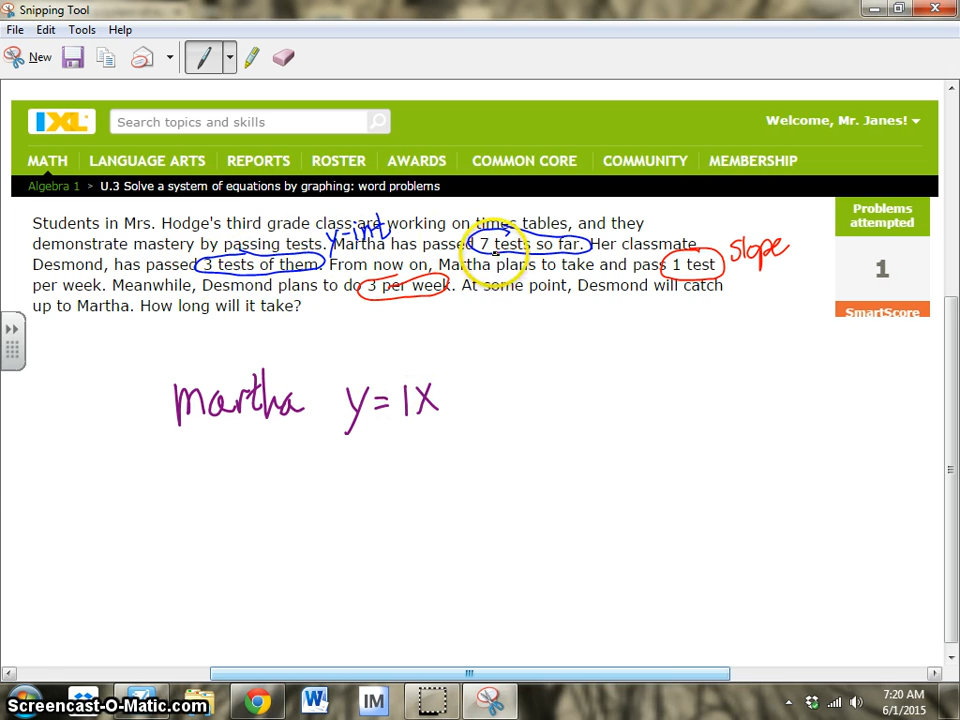 Snipping Tool
File Edit Tools Help
New
IXL Search topics and skills Welcome, Mr. Janes!
MATH LANGUAGE ARTS REPORTS ROSTER AWARDS COMMON CORE COMMUNITY MEMBERSHIP
Algebra 1 > U.3 Solve a system of equations by graphing: word problems
Students in Mrs. Hodge's third grade class are working on times tables, and they
demonstrate mastery by passing tests. Martha has passed 7 tests so far. Her classmate,
Desmond, has passed 3 tests of them. From now on, Martha plans to take and pass 1 test
per week. Meanwhile, Desmond plans to do 3 per week. At some point, Desmond will catch
up to Martha. How long will it take?
y-int
slope
Problems
attempted
1
SmartScore
martha y=1x
IM
Screencast-O-Matic.com
7:20 AM
6/1/2015